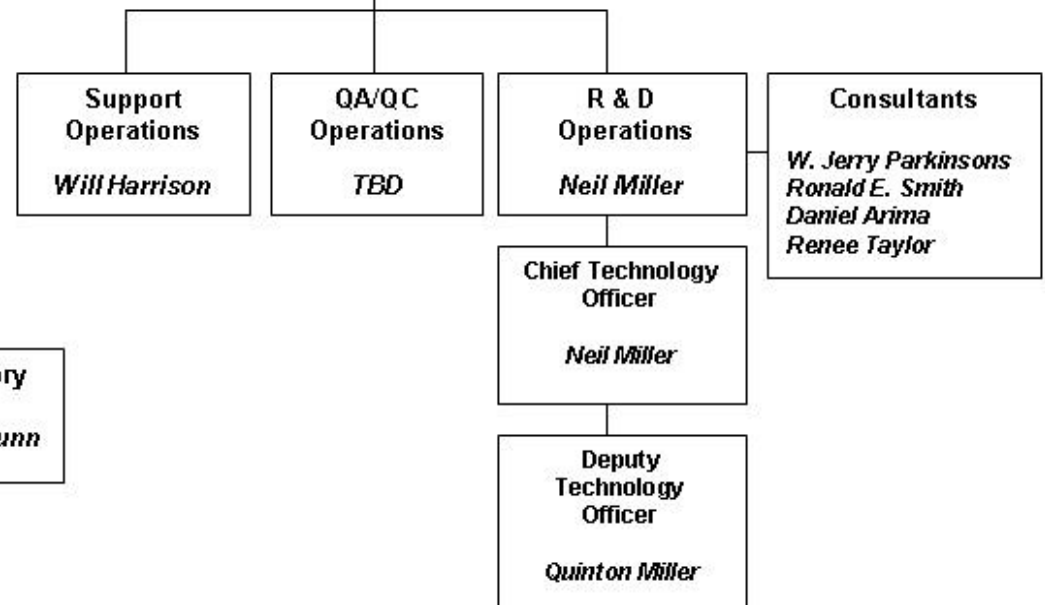 Support
Operations
Will Harrison
QA/QC
Operations
TBD
R & D
Operations
Neil Miller
Consultants
W. Jerry Parkinsons
Ronald E. Smith
Daniel Arima
Renee Taylor
Chief Technology
Officer
Neil Miller
Deputy
Technology
Officer
Quinton Miller